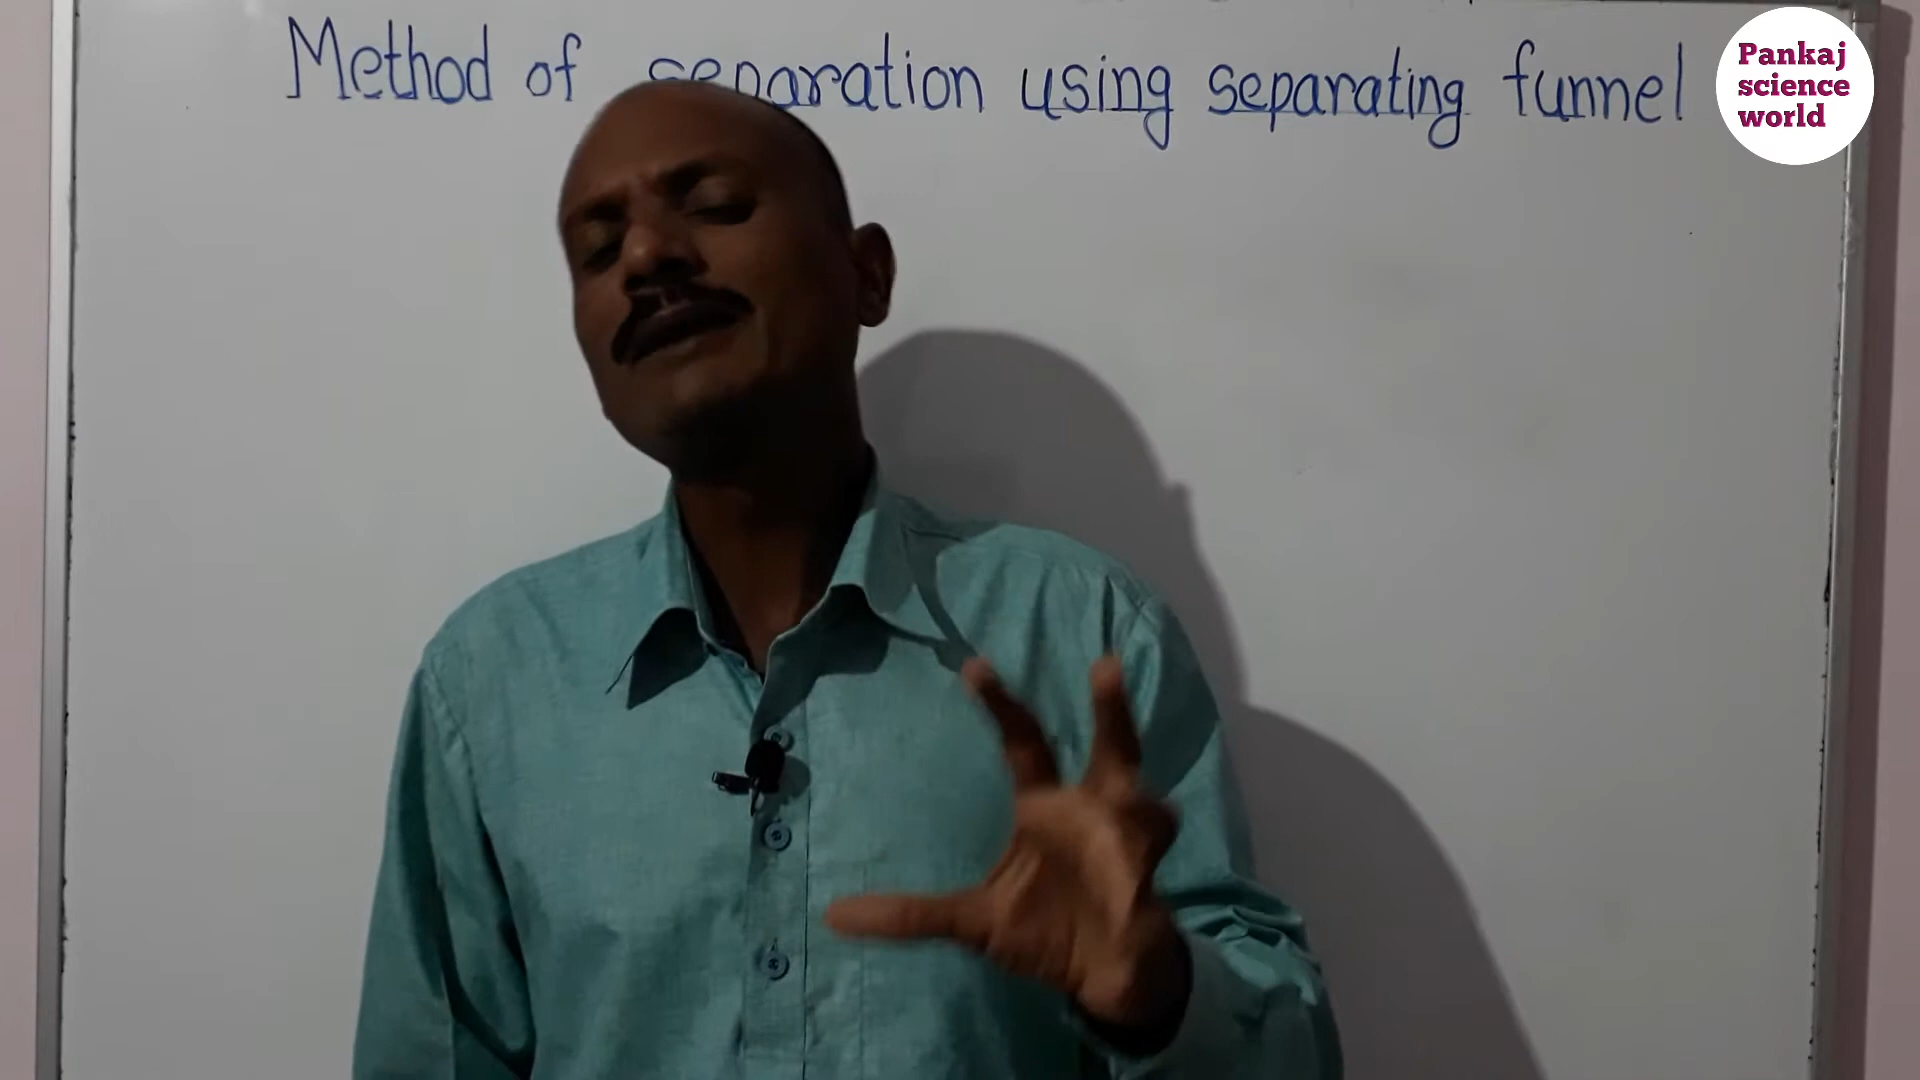 Method of separation using separating funnel
Pankaj
science
world